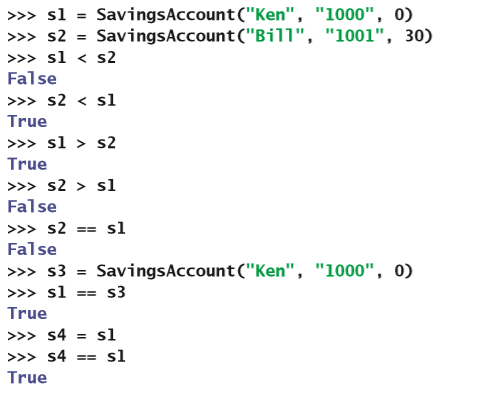 >>> s1 = SavingsAccount("Ken", "1000", 0)
>>> s2 = SavingsAccount("Bill", "1001", 30)
>>> s1 < s2
False
>>> s2 < s1
True
>>> s1 > s2
True
>>> s2 > s1
False
>>> s2 == s1
False
>>> s3 = SavingsAccount("Ken", "1000", 0)
>>> s1 == s3
True
>>> s4 = s1
>>> s4 == s1
True